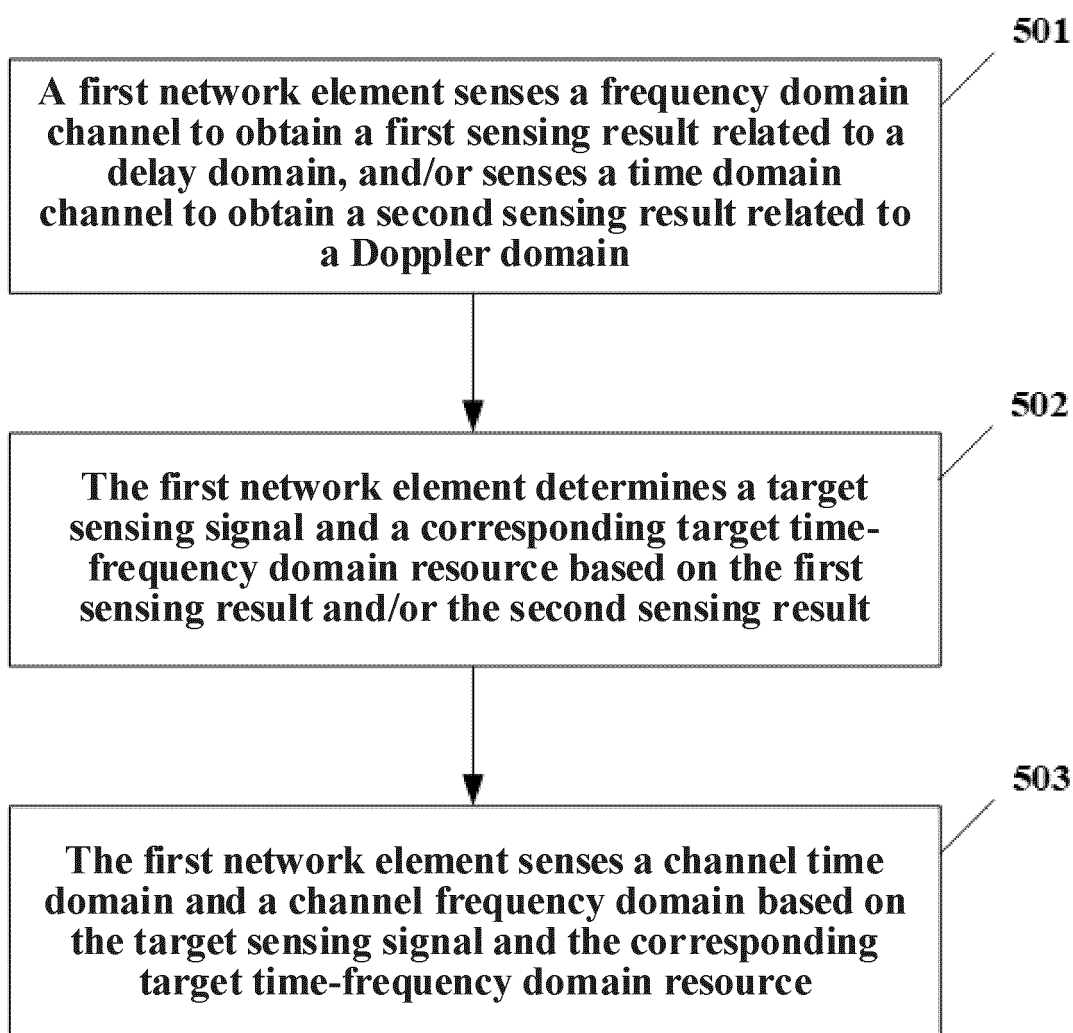 501
A first network element senses a frequency domain
channel to obtain a first sensing result related to a
delay domain, and/or senses a time domain
channel to obtain a second sensing result related to
a Doppler domain
502
The first network element determines a target
sensing signal and a corresponding target time-
frequency domain resource based on the first
sensing result and/or the second sensing result
503
The first network element senses a channel time
domain and a channel frequency domain based on
the target sensing signal and the corresponding
target time-frequency domain resource